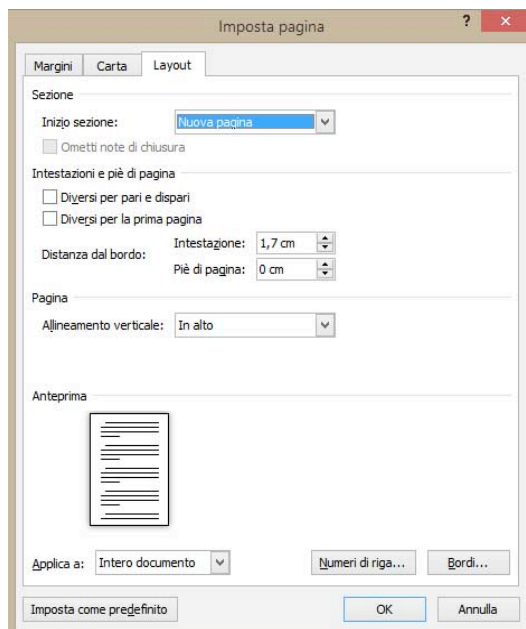 Imposta pagina ? x
Margini Carta Layout
Sezione
Inizio sezione: Nuova pagina
Ometti note di chiusura
Intestazioni e piè di pagina
Diversi per pari e dispari
Diversi per la prima pagina
Distanza dal bordo:
Intestazione: 1,7 cm
Piè di pagina: 0 cm
Pagina
Allineamento verticale: In alto
Anteprima
Applica a: Intero documento
Numeri di riga... Bordi...
Imposta come predefinito OK Annulla